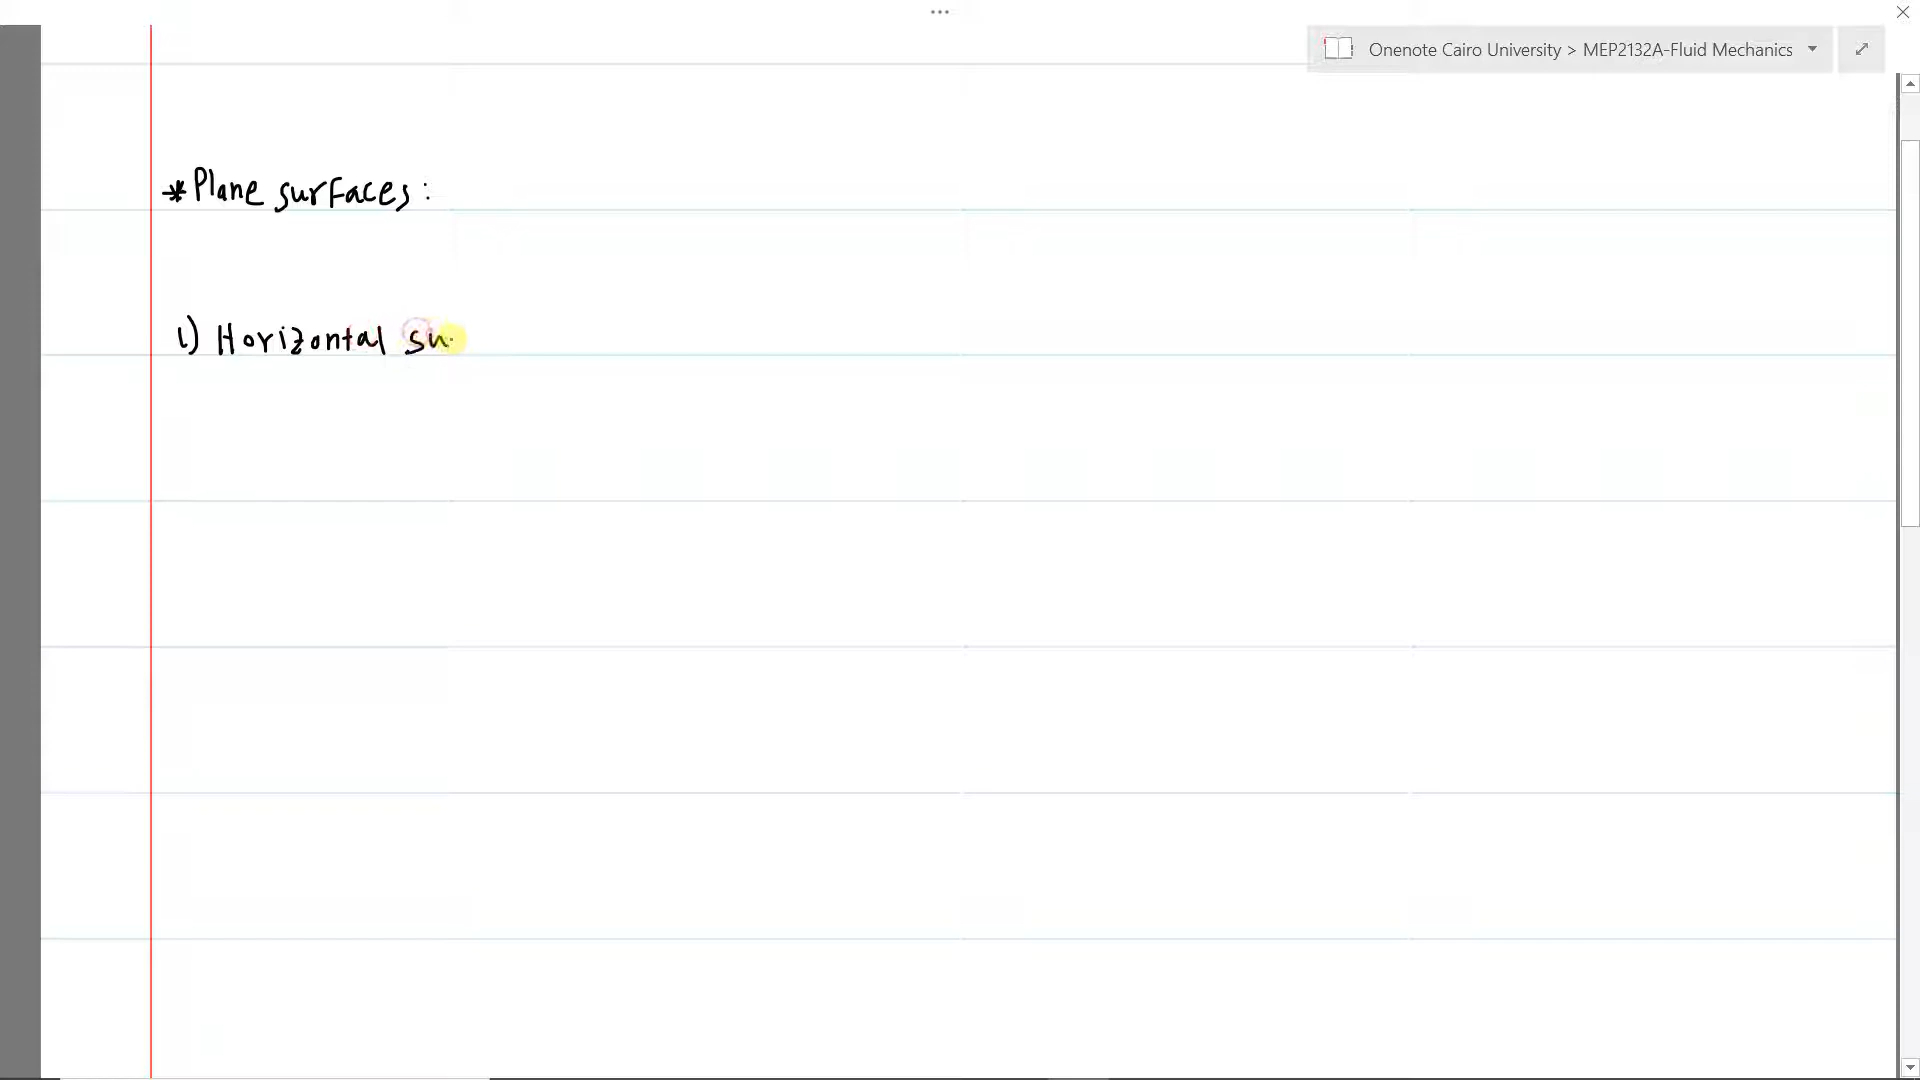 Onenote Cairo University > MEP2132A-Fluid Mechanics
*Plane surfaces:
1) Horizontal su